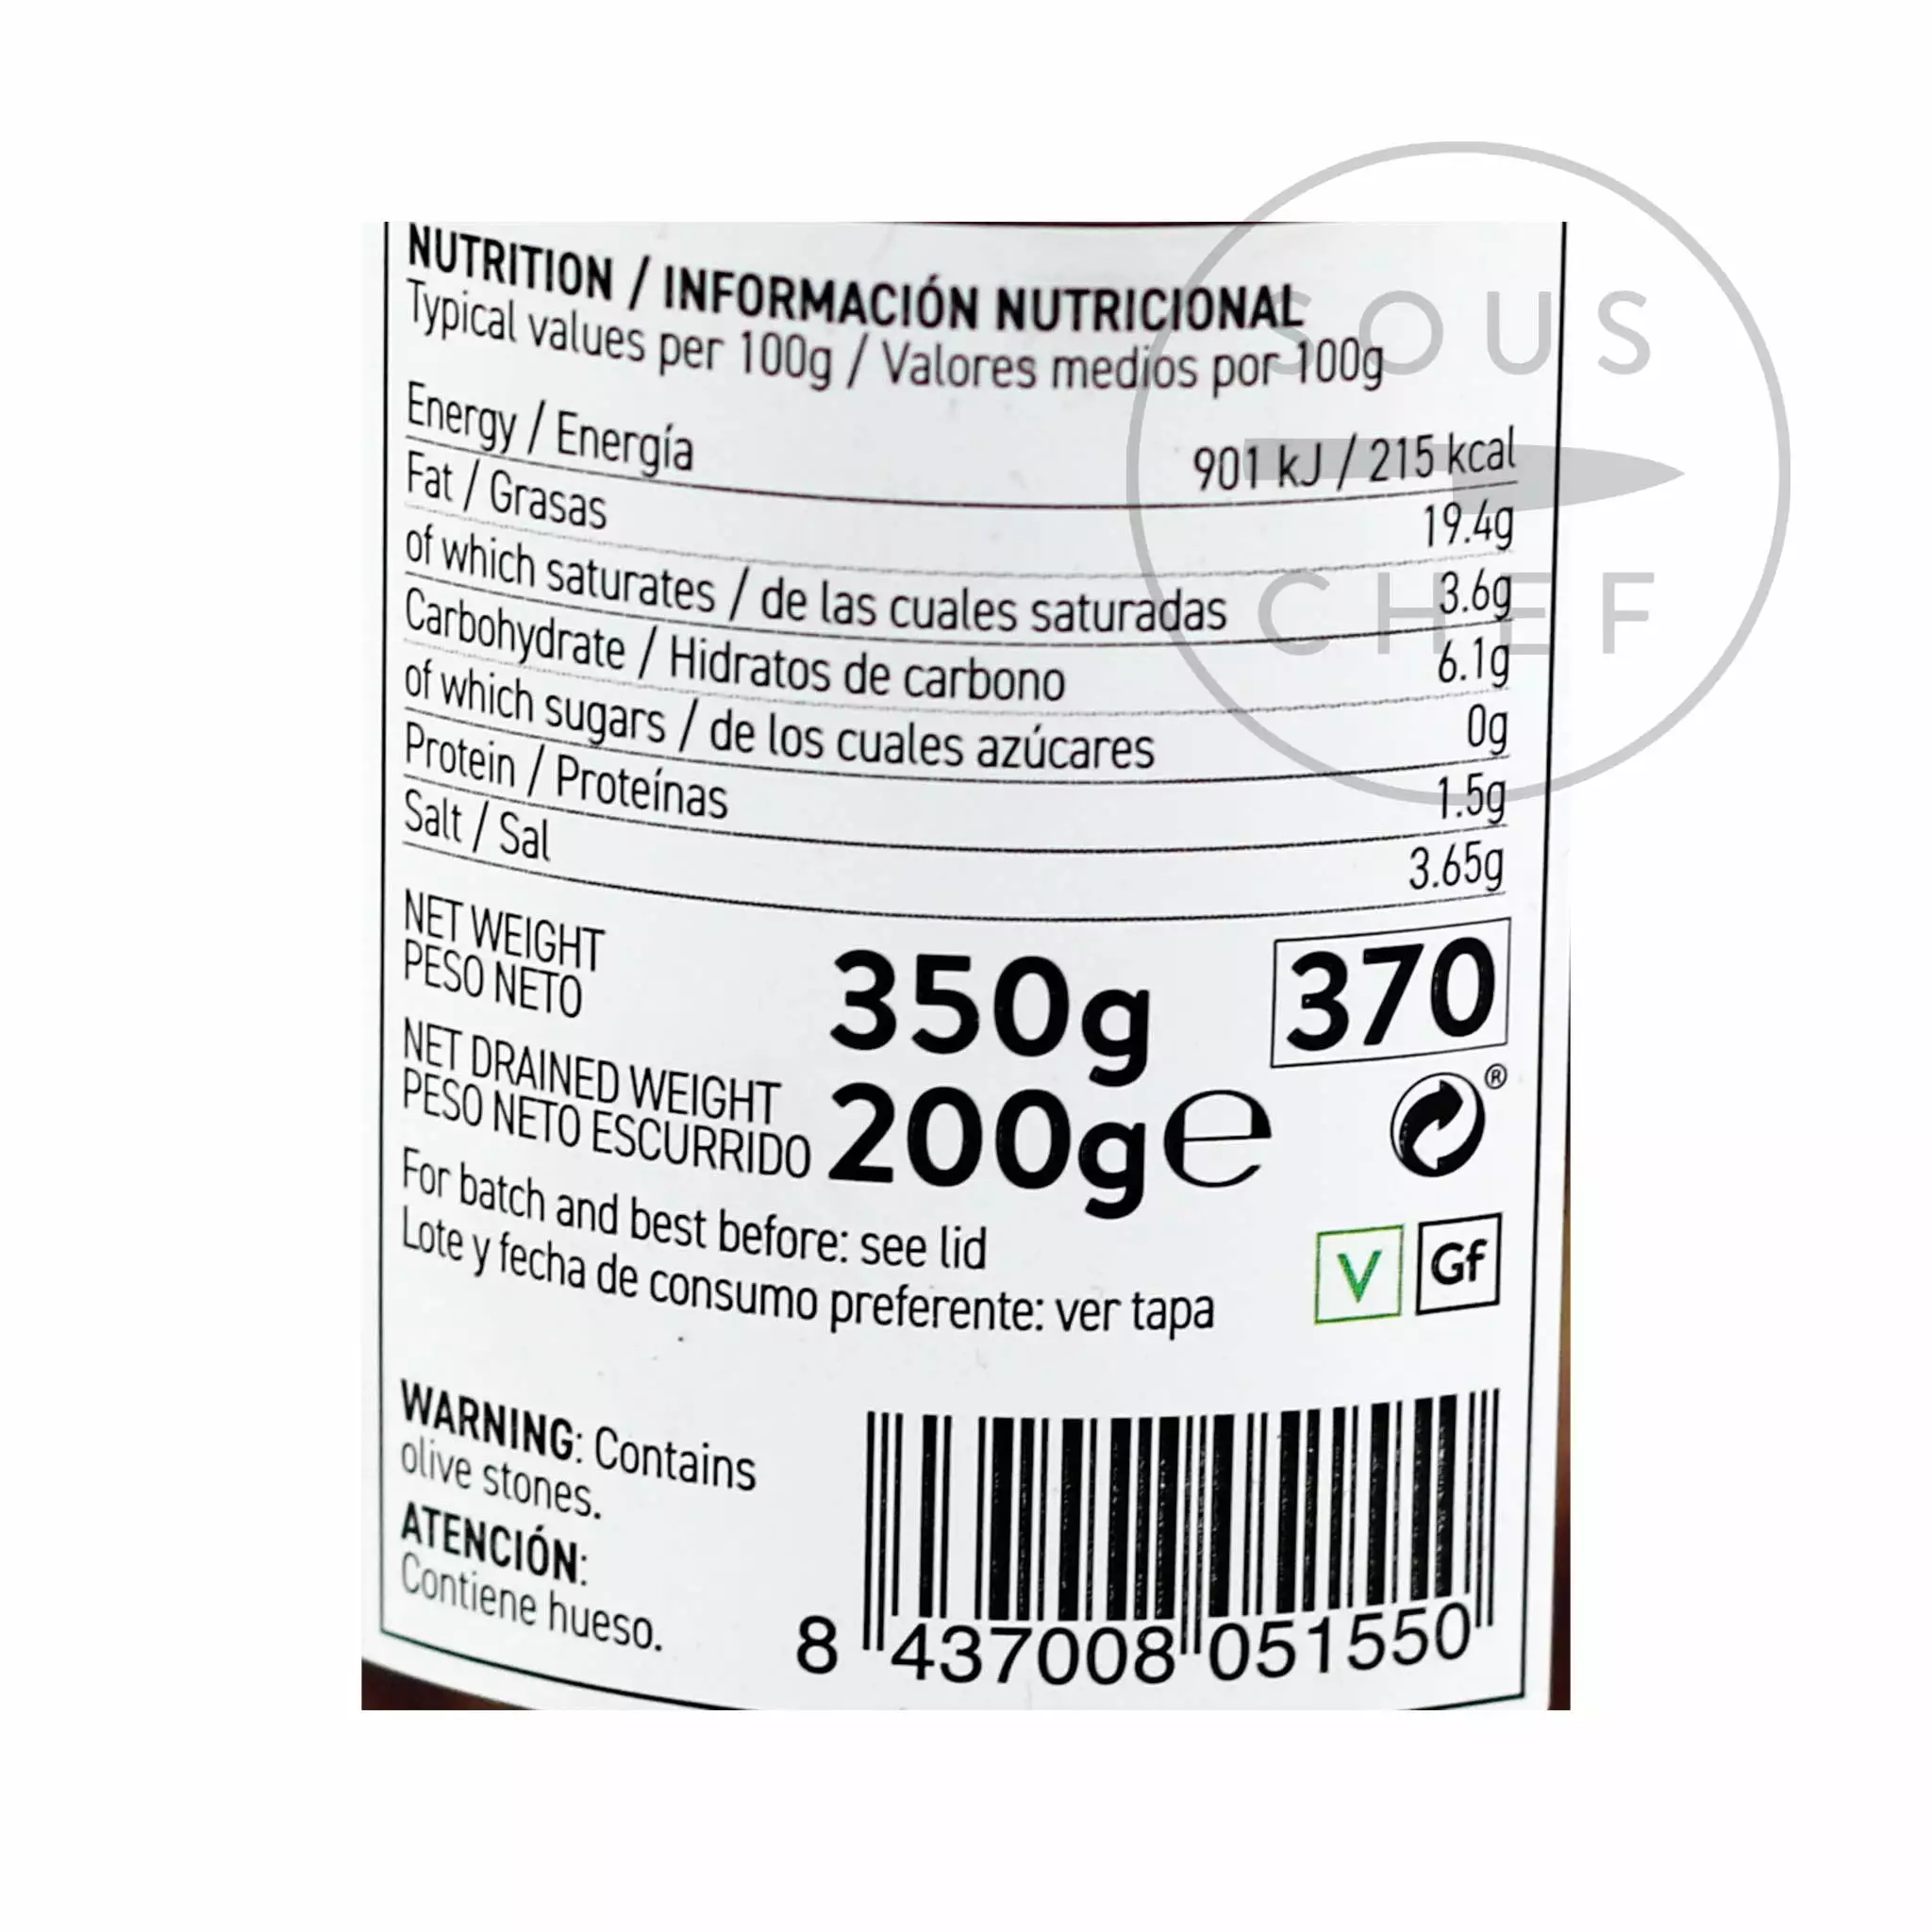 NUTRITION / INFORMACIÓN NUTRICIONAL
Typical values per 100g / Valores medios por 100g
Energy / Energía 901 kJ / 215 kcal
Fat / Grasas 19.4g
of which saturates / de las cuales saturadas 3.6g
Carbohydrate / Hidratos de carbono 6.1g
of which sugars / de los cuales azúcares 0g
Protein / Proteínas 1.5g
Salt / Sal 3.65g
NET WEIGHT
PESO NETO
350g
370
NET DRAINED WEIGHT
PESO NETO ESCURRIDO
200g℮
®
For batch and best before: see lid
Lote y fecha de consumo preferente: ver tapa
V
Gf
WARNING: Contains
olive stones.
ATENCIÓN:
Contiene hueso.
8 437008 051550
SOUS
CHEF